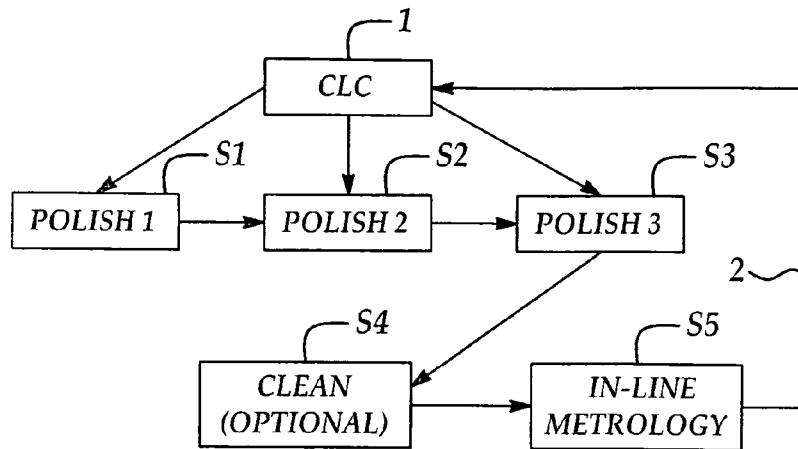 1
CLC
S1
S2
S3
POLISH 1
POLISH 2
POLISH 3
2
S4
S5
CLEAN
(OPTIONAL)
IN-LINE
METROLOGY